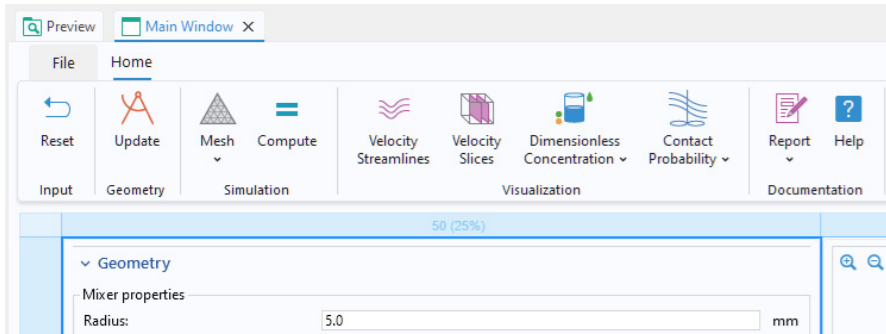 Preview Main Window
File Home
Reset Update Mesh Compute Velocity Streamlines Velocity Slices Dimensionless Concentration Contact Probability Report Help
Input Geometry Simulation Visualization Documentation
50 (25%)
Geometry
Mixer properties
Radius: 5.0 mm